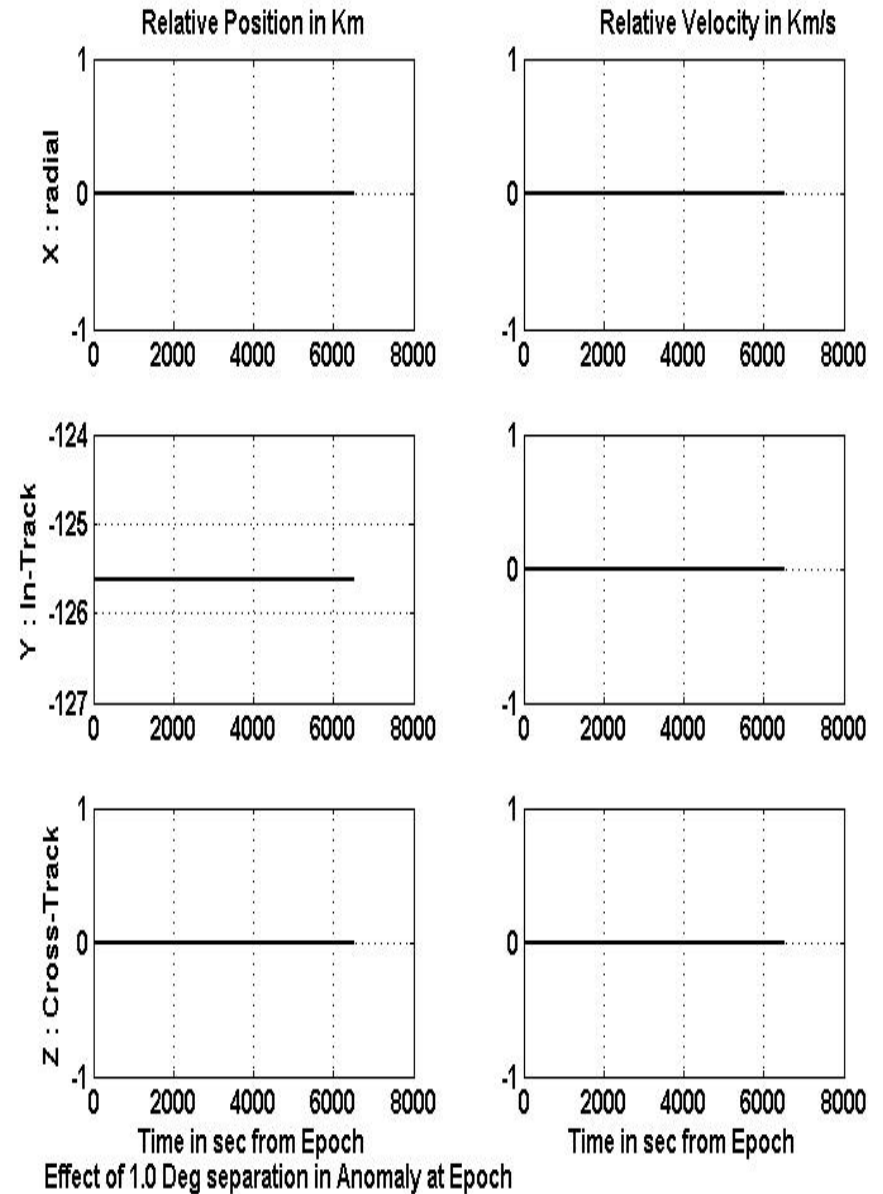 Relative Position in Km
Relative Velocity in Km/s
X : radial
1
0
-1
0 2000 4000 6000 8000
1
0
-1
0 2000 4000 6000 8000
Y : In-Track
-124
-125
-126
-127
0 2000 4000 6000 8000
1
0
-1
0 2000 4000 6000 8000
Z : Cross-Track
1
0
-1
0 2000 4000 6000 8000
Time in sec from Epoch
1
0
-1
0 2000 4000 6000 8000
Time in sec from Epoch
Effect of 1.0 Deg separation in Anomaly at Epoch